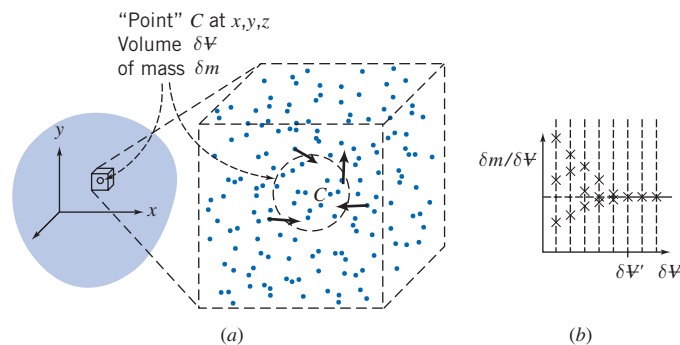 “Point” C at x,y,z
Volume δV̶
of mass δm
y
x
C
δm/δV̶
δV̶′ δV̶
(a)
(b)